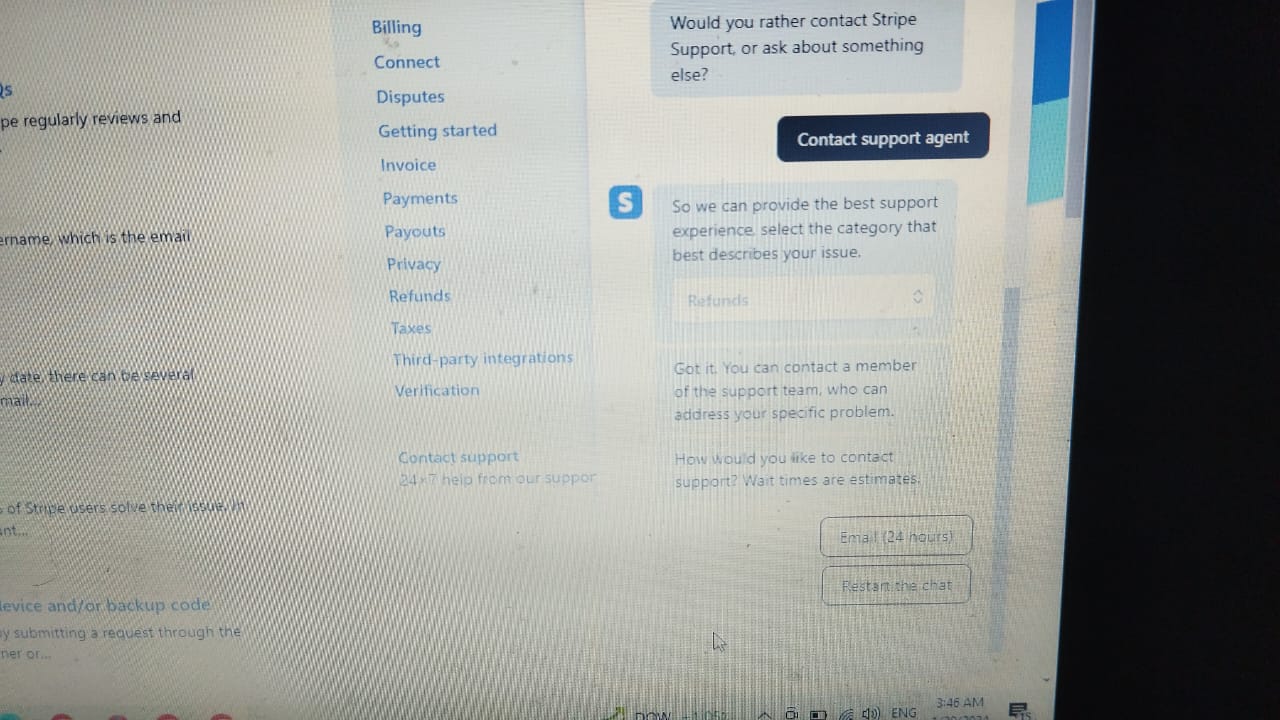 pe regularly reviews and
ername, which is the email
y date, there can be several
mail...
of Stripe users solve their issue. In
ant...
device and/or backup code
by submitting a request through the
ner or...
Billing
Connect
Disputes
Getting started
Invoice
Payments
Payouts
Privacy
Refunds
Taxes
Third-party integrations
Verification
Contact support
24×7 help from our suppor
Would you rather contact Stripe
Support, or ask about something
else?
Contact support agent
S
So we can provide the best support
experience, select the category that
best describes your issue.
Refunds
Got it. You can contact a member
of the support team, who can
address your specific problem.
How would you like to contact
support? Wait times are estimates.
Email (24 hours)
Restart the chat
DOW
ENG
3:46 AM